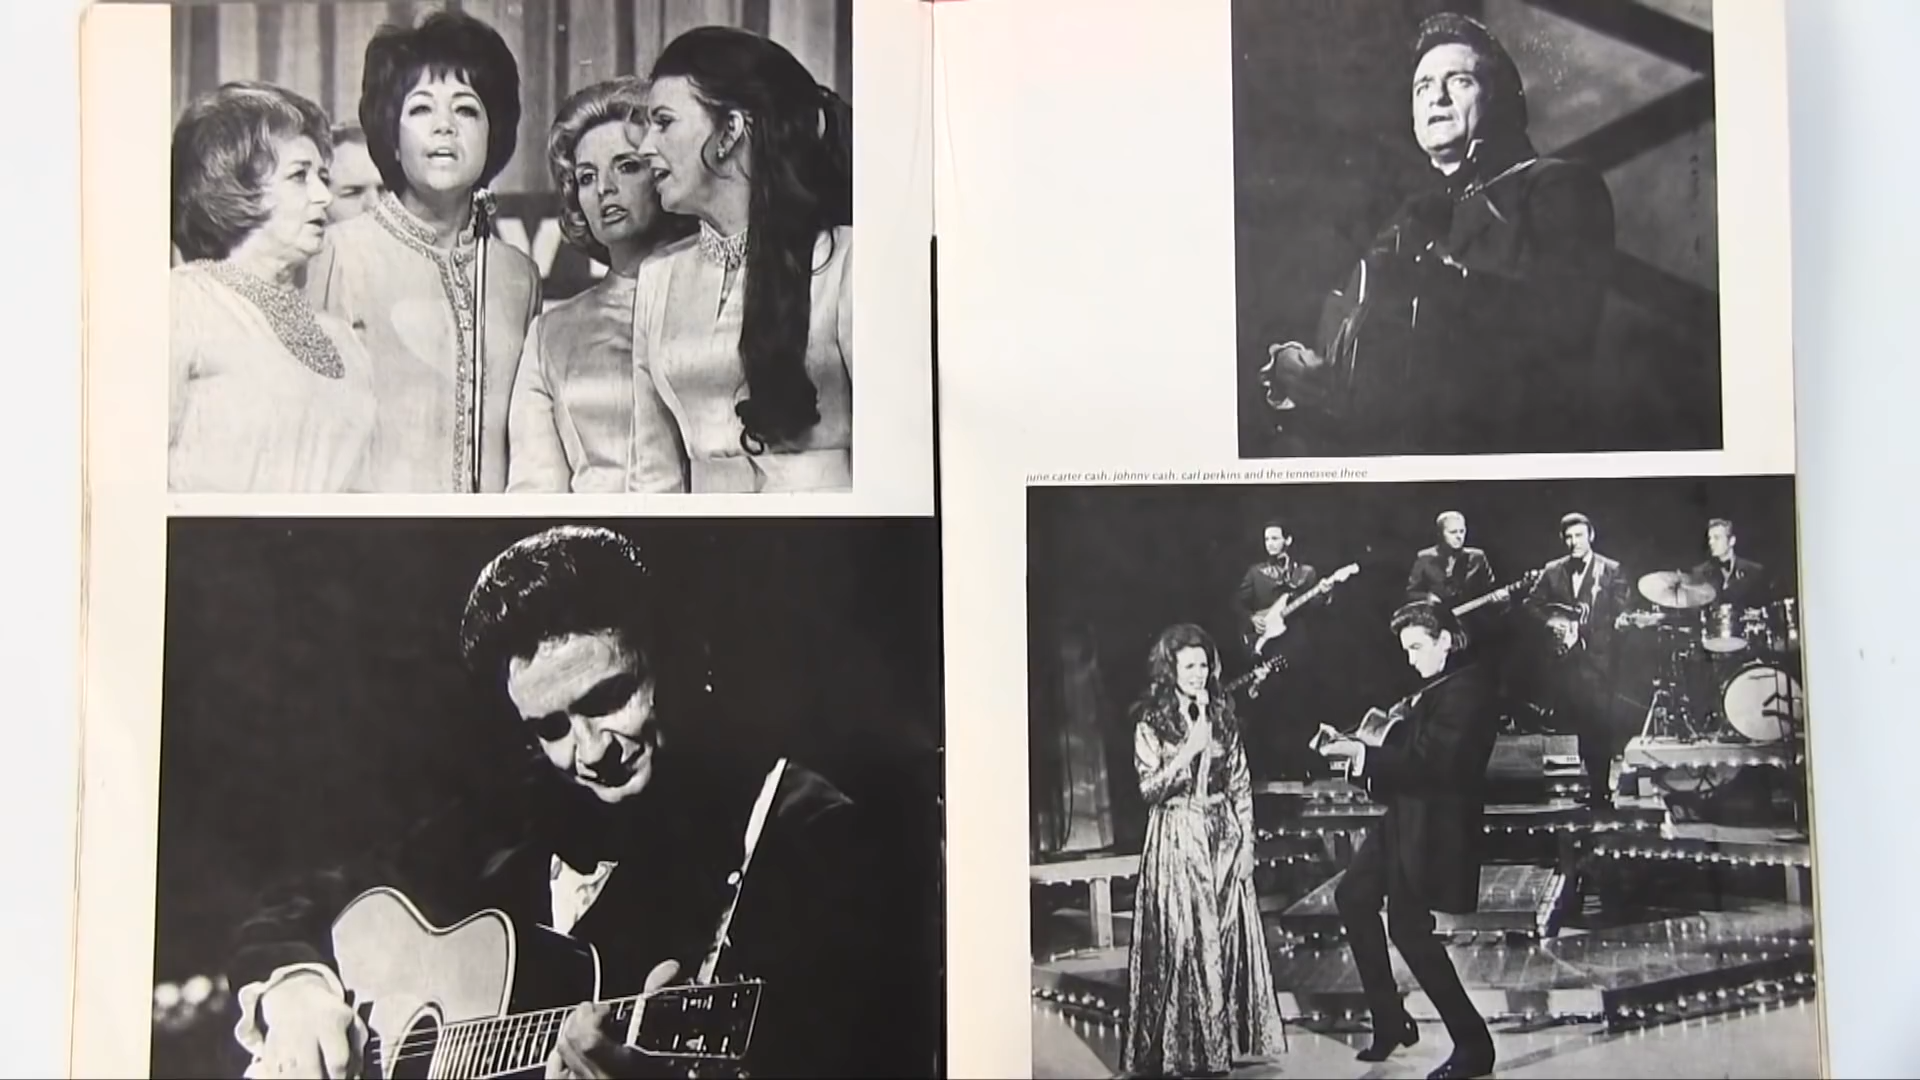 june carter cash, johnny cash, carl perkins and the tennessee three